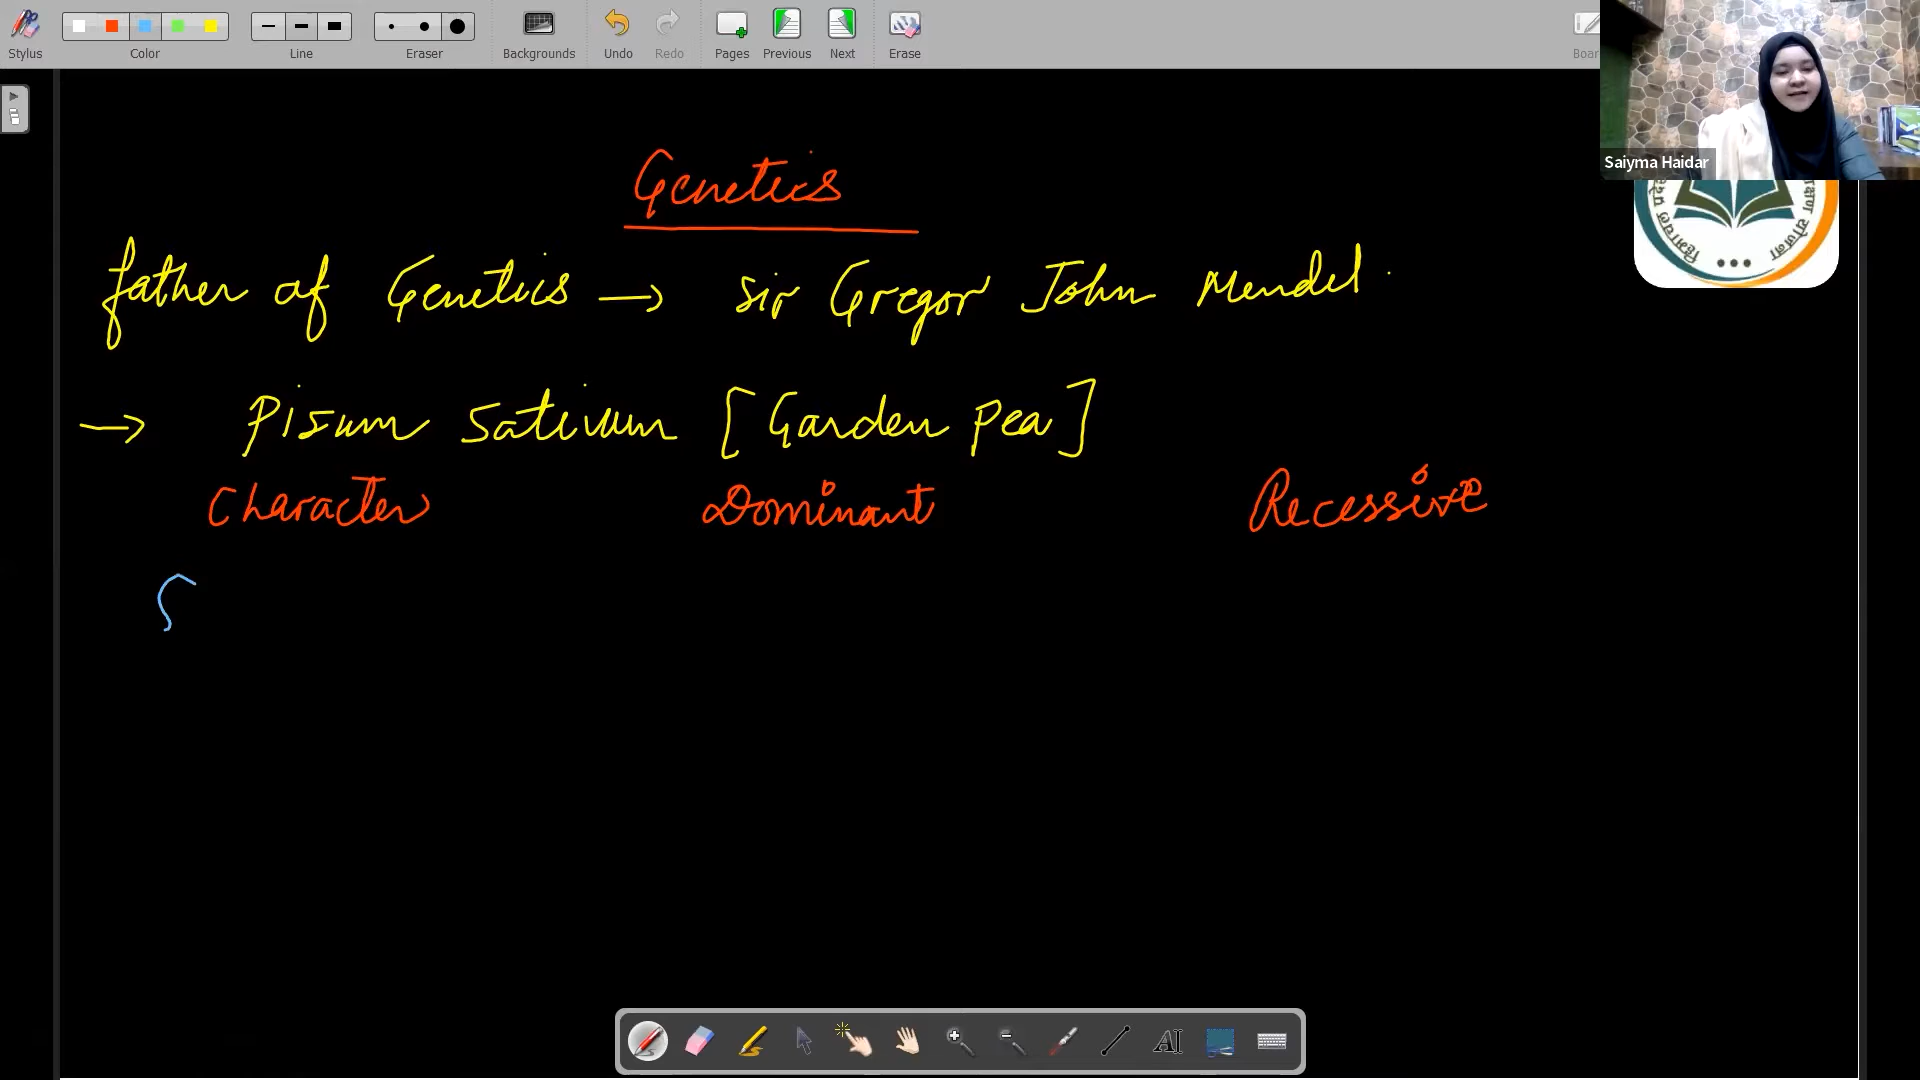 Stylus Color Line Eraser Backgrounds Undo Redo Pages Previous Next Erase
Saiyma Haidar
Genetics
father of Genetics → sir Gregor John Mendel
→ Pisum Sativum [Garden pea]
Character Dominant Recessive